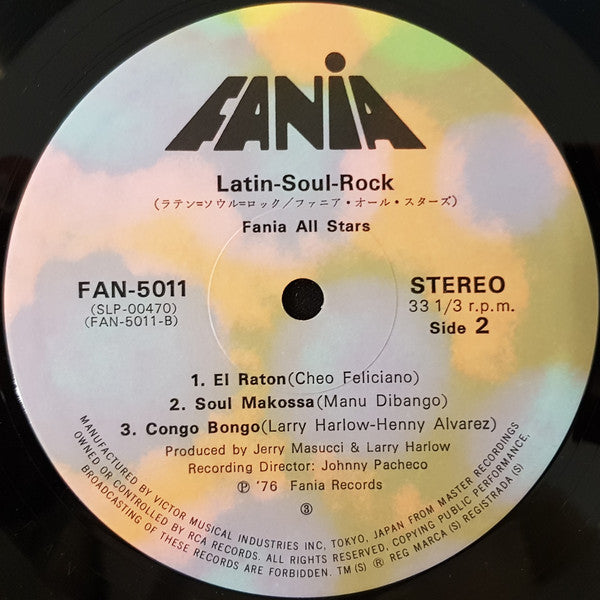 FANiA
Latin-Soul-Rock
(ラテン=ソウル=ロック/ファニア・オール・スターズ)
Fania All Stars
FAN-5011
(SLP-00470)
(FAN-5011-B)
STEREO
33 1/3 r.p.m.
Side 2
1. El Raton(Cheo Feliciano)
2. Soul Makossa(Manu Dibango)
3. Congo Bongo(Larry Harlow-Henny Alvarez)
Produced by Jerry Masucci & Larry Harlow
Recording Director: Johnny Pacheco
Ⓟ '76 Fania Records
③
MANUFACTURED BY VICTOR MUSICAL INDUSTRIES INC, TOKYO, JAPAN FROM MASTER RECORDINGS
OWNED OR CONTROLLED BY RCA RECORDS. UNAUTHORIZED, COPYING PUBLIC PERFORMANCE,
BROADCASTING OF THESE RECORDS ARE FORBIDDEN. TM(S) ® REG MARCA(S) REGISTRADA(S)